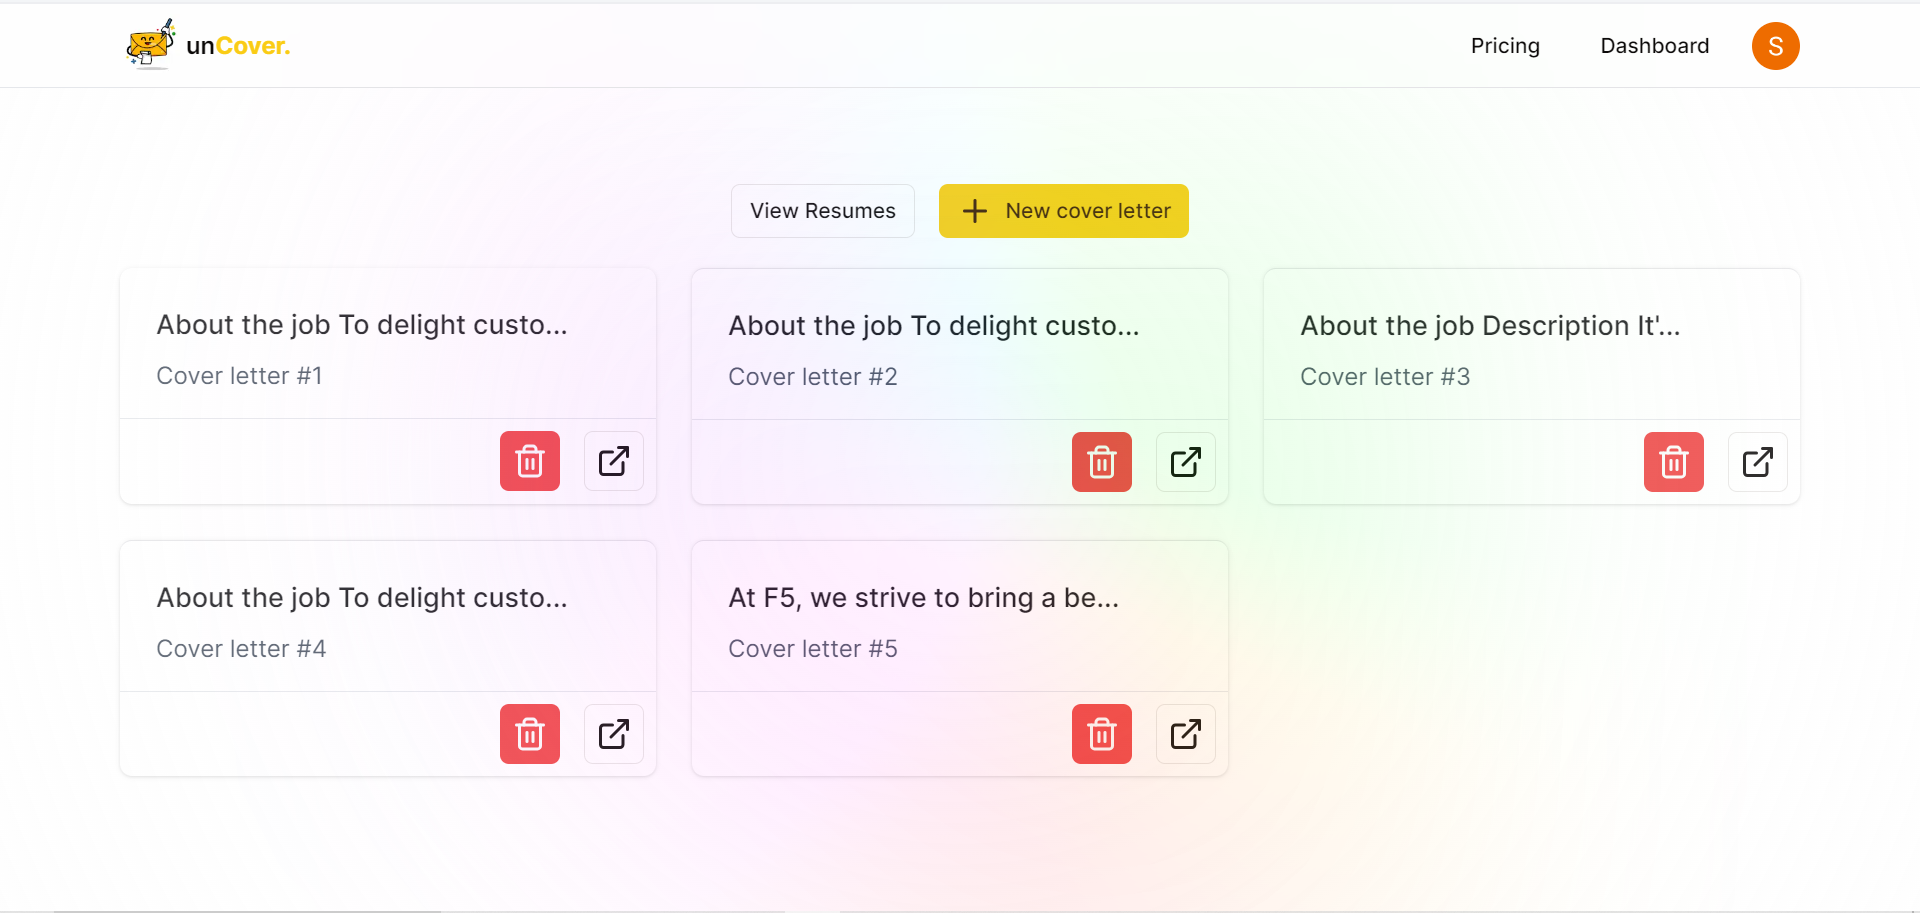 unCover.
Pricing
Dashboard
S
View Resumes
New cover letter
About the job To delight custo...
Cover letter #1
About the job To delight custo...
Cover letter #2
About the job Description It'...
Cover letter #3
About the job To delight custo...
Cover letter #4
At F5, we strive to bring a be...
Cover letter #5